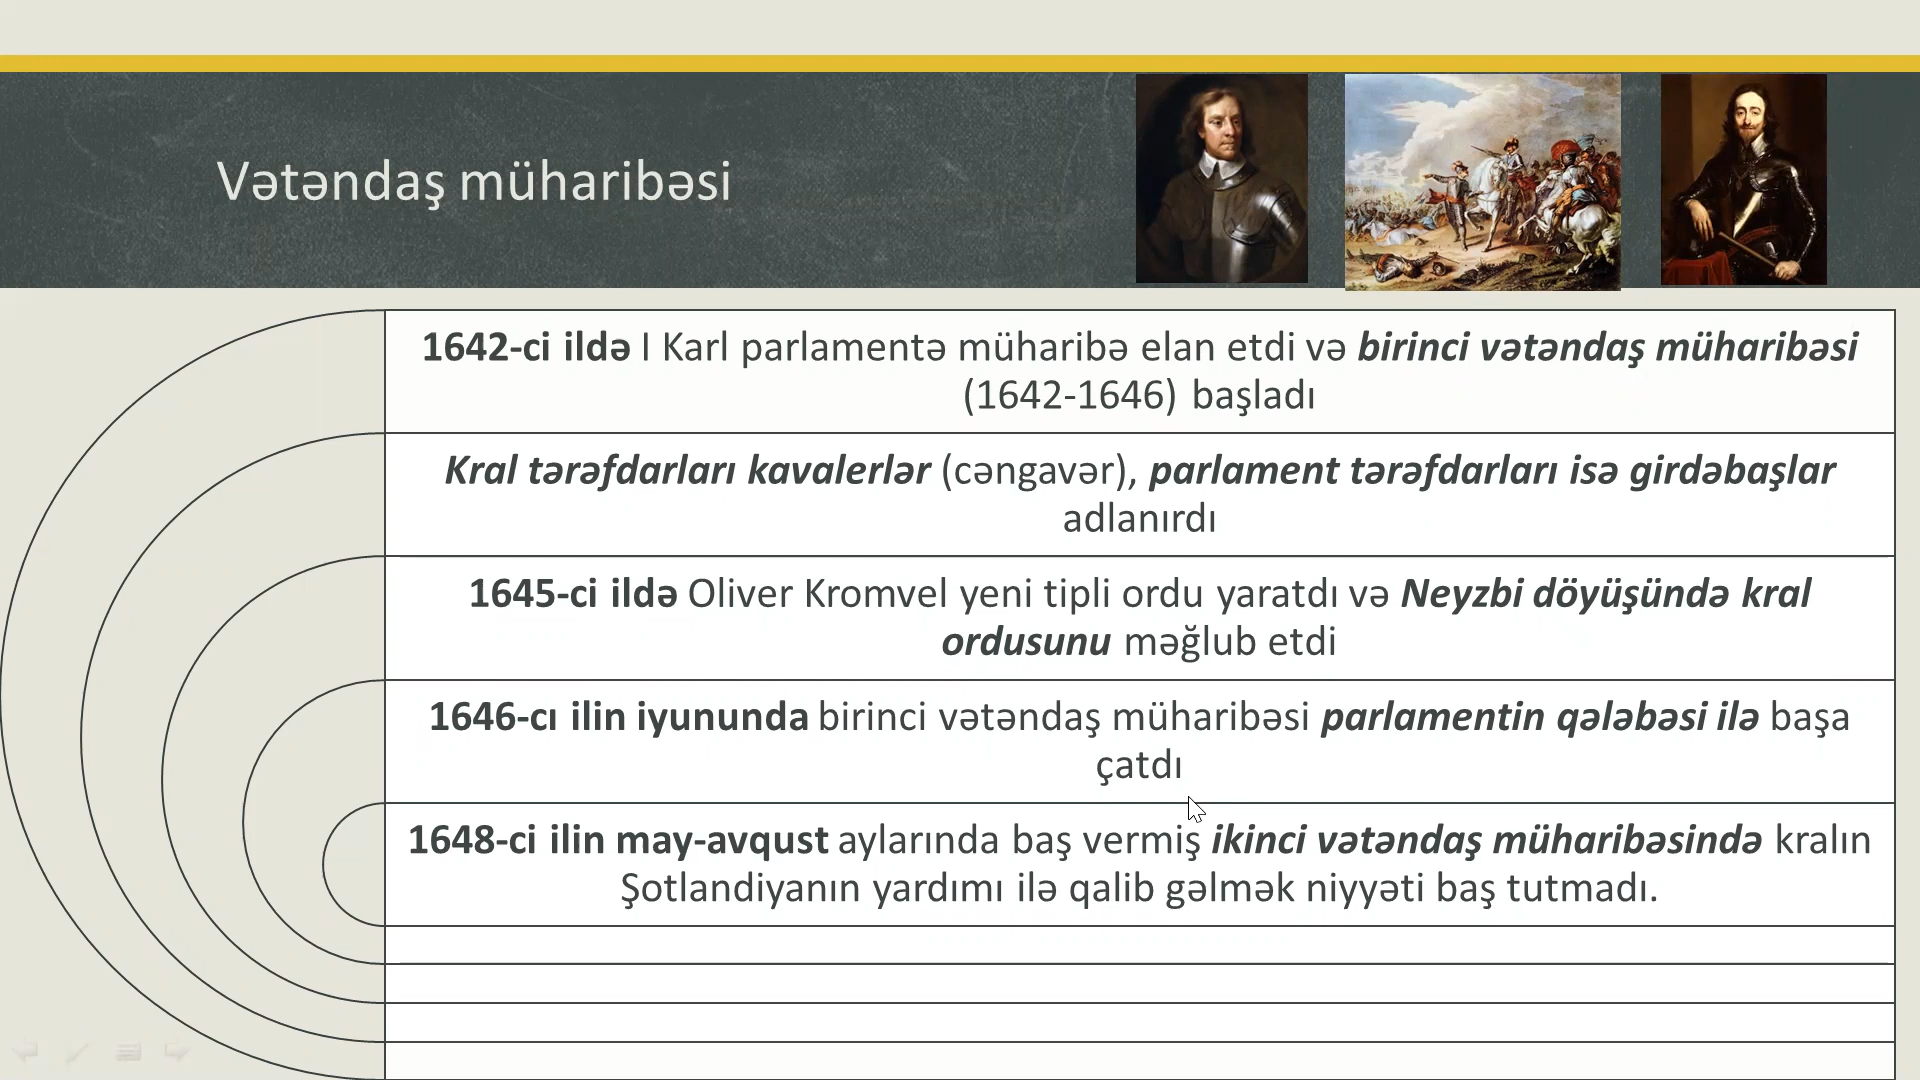 Vətəndaş müharibəsi
1642-ci ildə I Karl parlamentə müharibə elan etdi və birinci vətəndaş müharibəsi
(1642-1646) başladı
Kral tərəfdarları kavalerlər (cəngavər), parlament tərəfdarları isə girdəbaşlar
adlanırdı
1645-ci ildə Oliver Kromvel yeni tipli ordu yaratdı və Neyzbi döyüşündə kral
ordusunu məğlub etdi
1646-cı ilin iyununda birinci vətəndaş müharibəsi parlamentin qələbəsi ilə başa
çatdı
1648-ci ilin may-avqust aylarında baş vermiş ikinci vətəndaş müharibəsində kralın
Şotlandiyanın yardımı ilə qalib gəlmək niyyəti baş tutmadı.